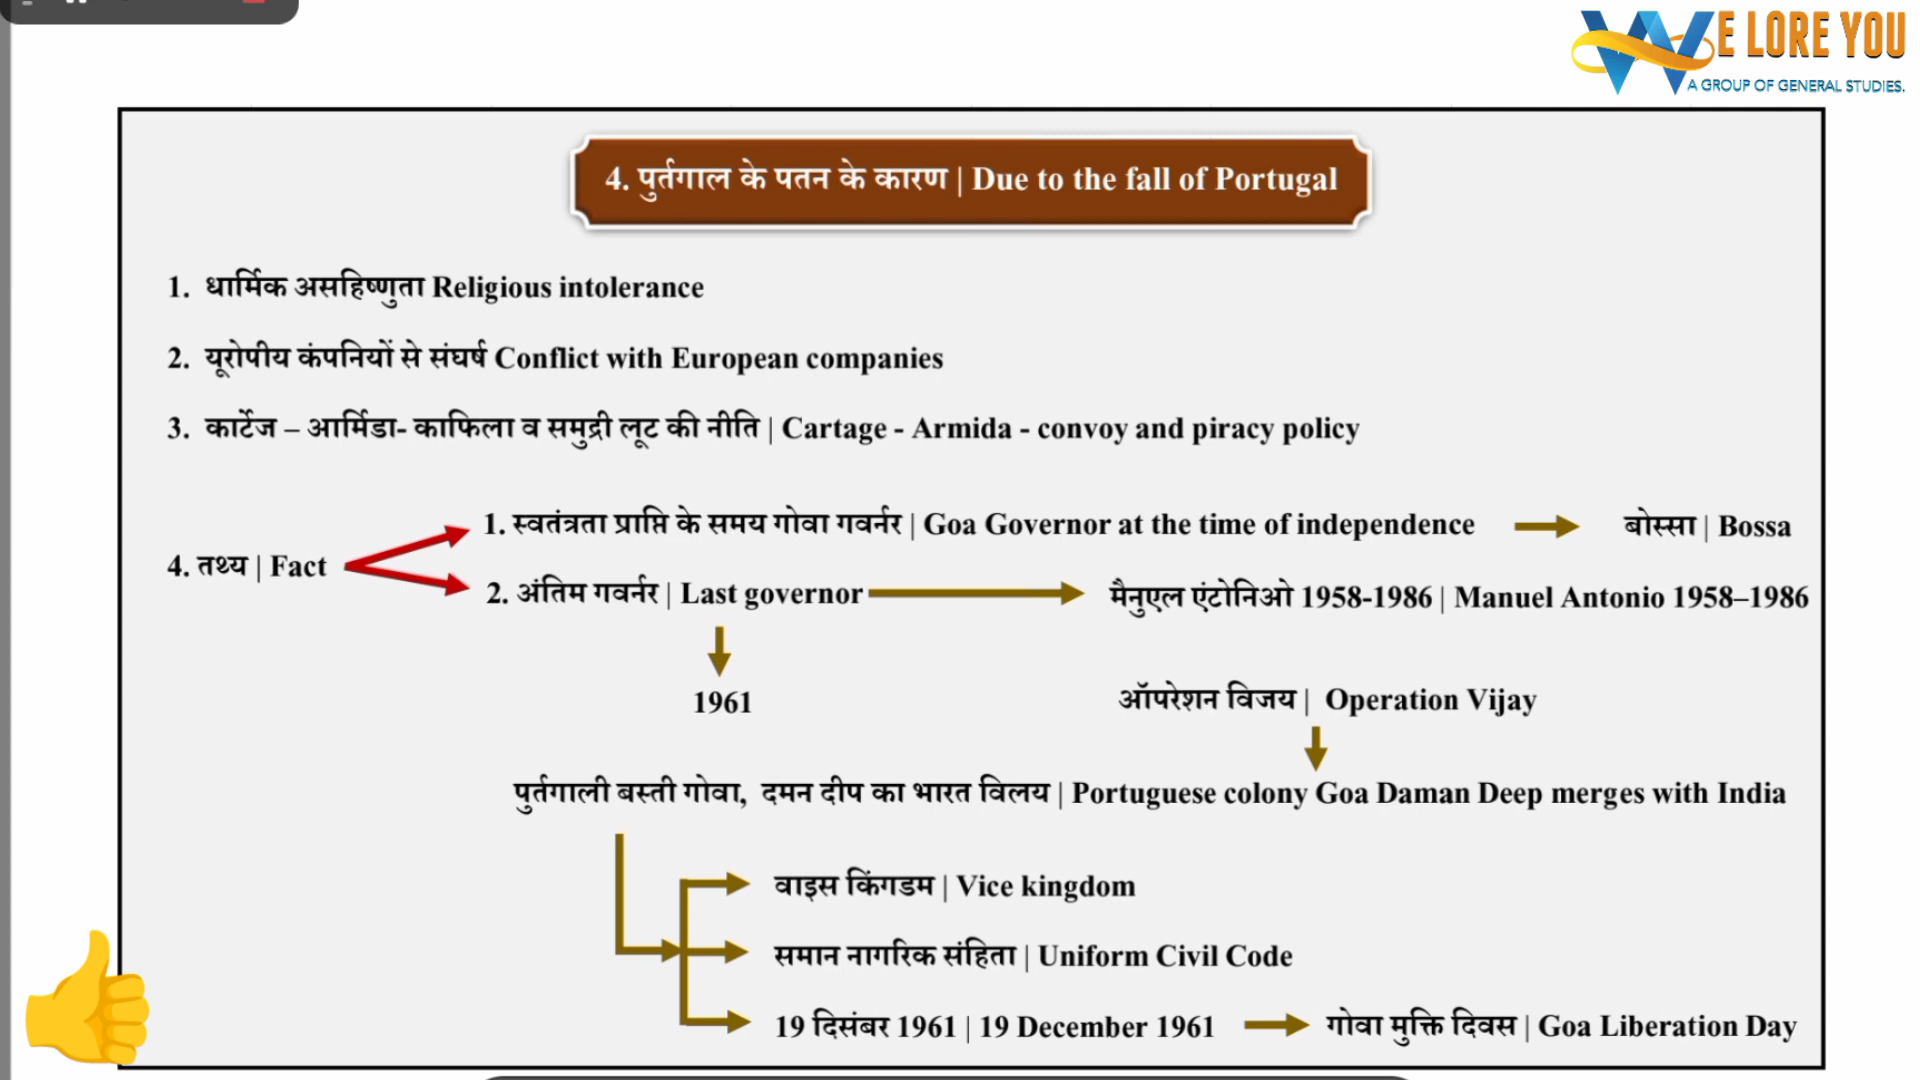 WE LORE YOU
A GROUP OF GENERAL STUDIES.
4. पुर्तगाल के पतन के कारण | Due to the fall of Portugal
1. धार्मिक असहिष्णुता Religious intolerance
2. यूरोपीय कंपनियों से संघर्ष Conflict with European companies
3. कार्टेज – आर्मिडा- काफिला व समुद्री लूट की नीति | Cartage - Armida - convoy and piracy policy
1. स्वतंत्रता प्राप्ति के समय गोवा गवर्नर | Goa Governor at the time of independence बोस्सा | Bossa
4. तथ्य | Fact
2. अंतिम गवर्नर | Last governor मैनुएल एंटोनिओ 1958-1986 | Manuel Antonio 1958–1986
1961
ऑपरेशन विजय | Operation Vijay
पुर्तगाली बस्ती गोवा, दमन दीप का भारत विलय | Portuguese colony Goa Daman Deep merges with India
वाइस किंगडम | Vice kingdom
समान नागरिक संहिता | Uniform Civil Code
19 दिसंबर 1961 | 19 December 1961 गोवा मुक्ति दिवस | Goa Liberation Day